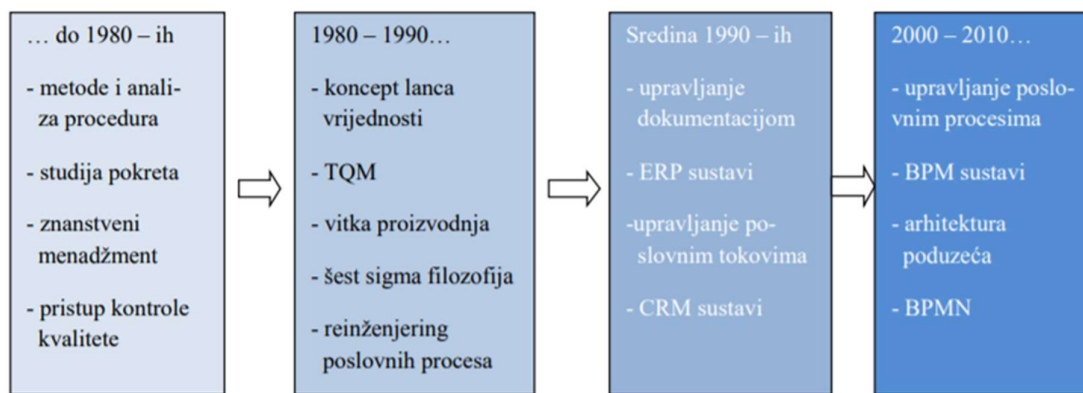 … do 1980 – ih
- metode i anali-
za procedura
- studija pokreta
- znanstveni
menadžment
- pristup kontrole
kvalitete
1980 – 1990…
- koncept lanca
vrijednosti
- TQM
- vitka proizvodnja
- šest sigma filozofija
- reinženjering
poslovnih procesa
Sredina 1990 – ih
- upravljanje
dokumentacijom
- ERP sustavi
-upravljanje po-
slovnim tokovima
- CRM sustavi
2000 – 2010…
- upravljanje poslo-
vnim procesima
- BPM sustavi
- arhitektura
poduzeća
- BPMN